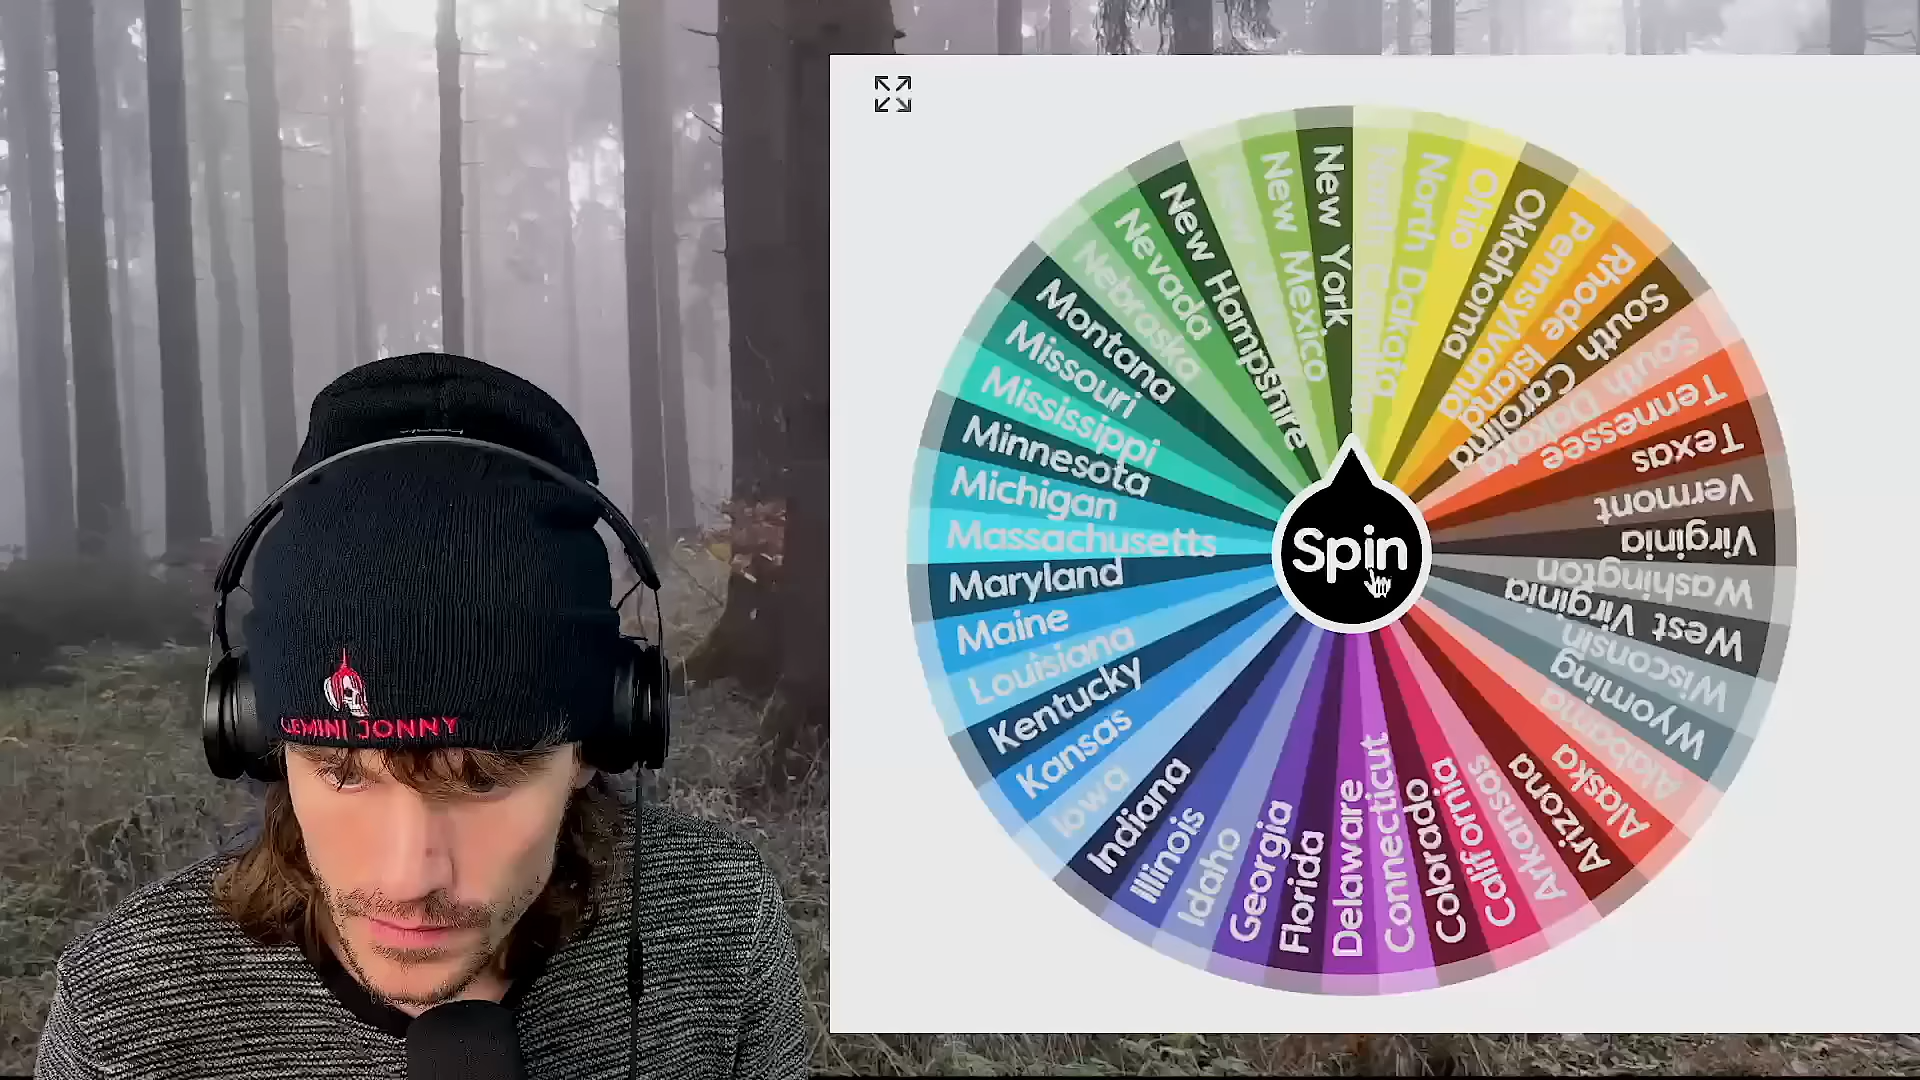 GEMINI JONNY
Spin
New York
North Dakota
Ohio
Oklahoma
Pennsylvania
Rhode Island
South Carolina
South Dakota
Tennessee
Texas
Vermont
Virginia
Washington
West Virginia
Wisconsin
Wyoming
Alabama
Alaska
Arizona
Arkansas
California
Colorado
Connecticut
Delaware
Florida
Georgia
Idaho
Illinois
Indiana
Iowa
Kansas
Kentucky
Louisiana
Maine
Maryland
Massachusetts
Michigan
Minnesota
Mississippi
Missouri
Montana
Nebraska
Nevada
New Hampshire
New Mexico